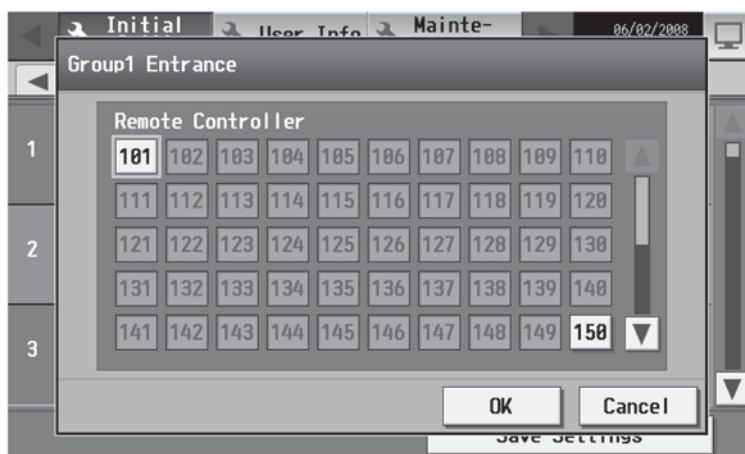 Initial
User Info
Mainte-
06/02/2008
Group1 Entrance
Remote Controller
101 102 103 104 105 106 107 108 109 110
111 112 113 114 115 116 117 118 119 120
121 122 123 124 125 126 127 128 129 130
131 132 133 134 135 136 137 138 139 140
141 142 143 144 145 146 147 148 149 150
1
2
3
OK
Cancel
Save Settings